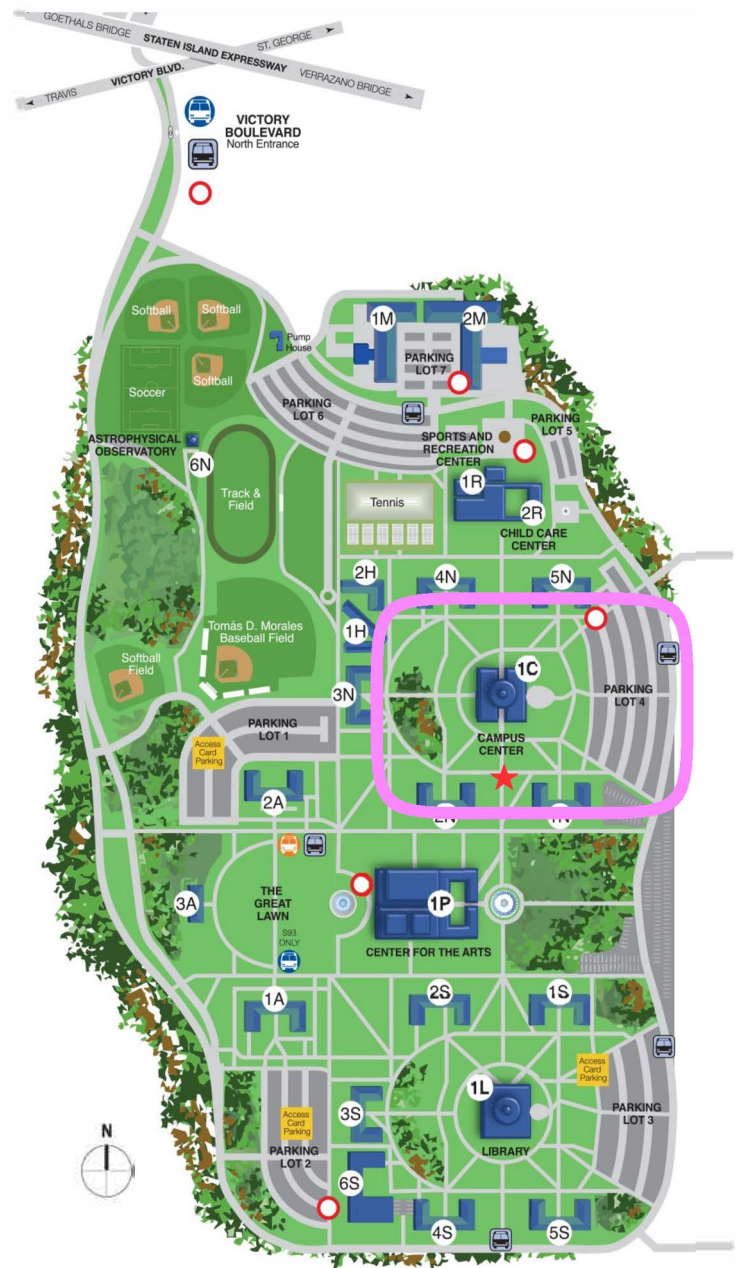 GOETHALS BRIDGE
STATEN ISLAND EXPRESSWAY
VERRAZANO BRIDGE
ST. GEORGE
VICTORY BLVD.
TRAVIS
VICTORY
BOULEVARD
North Entrance
Softball
Softball
Softball
Soccer
Pump
House
1M
2M
PARKING
LOT 7
PARKING
LOT 6
PARKING
LOT 5
ASTROPHYSICAL
OBSERVATORY
6N
SPORTS AND
RECREATION
CENTER
1R
2R
CHILD CARE
CENTER
Track &
Field
Tennis
2H
4N
5N
1H
Tomás D. Morales
Baseball Field
Softball
Field
3N
1C
CAMPUS
CENTER
PARKING
LOT 4
PARKING
LOT 1
Access
Card
Parking
2A
2N
1N
3A
THE
GREAT
LAWN
S93
ONLY
1P
CENTER FOR THE ARTS
1A
2S
1S
Access
Card
Parking
1L
LIBRARY
PARKING
LOT 3
3S
Access
Card
Parking
PARKING
LOT 2
6S
4S
5S
N